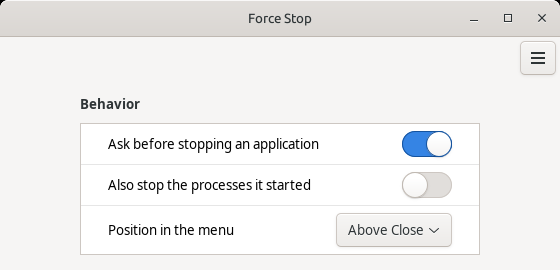 Force Stop
Behavior
Ask before stopping an application
Also stop the processes it started
Position in the menu
Above Close